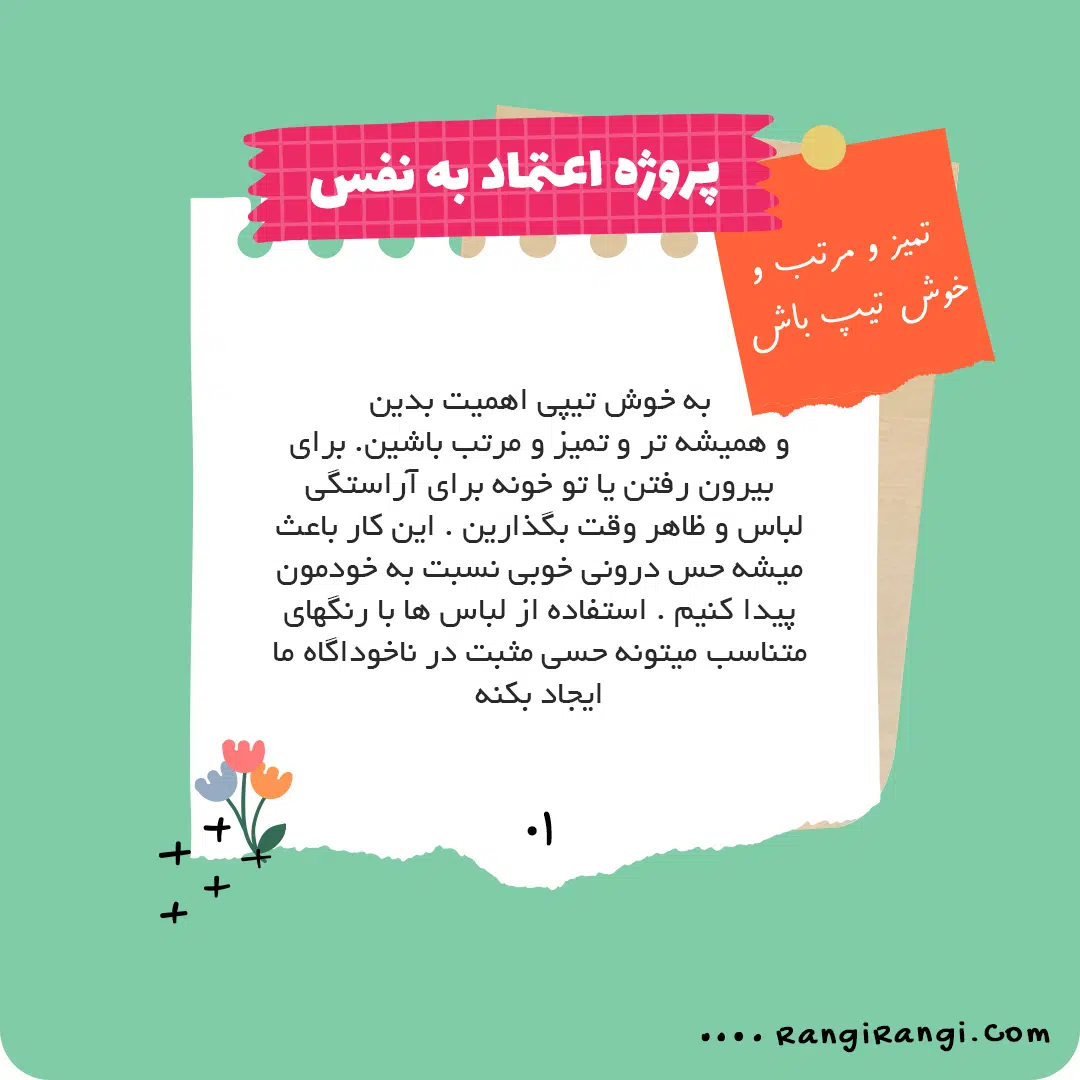 پروژه اعتماد به نفس
تمیز و مرتب و
خوش تیپ باش
به خوش تیپی اهمیت بدین
و همیشه تر و تمیز و مرتب باشین. برای
بیرون رفتن یا تو خونه برای آراستگی
لباس و ظاهر وقت بگذارین . این کار باعث
میشه حس درونی خوبی نسبت به خودمون
پیدا کنیم . استفاده از لباس ها با رنگهای
متناسب میتونه حسی مثبت در ناخوداگاه ما
ایجاد بکنه
۰۱
.... RangiRangi.com